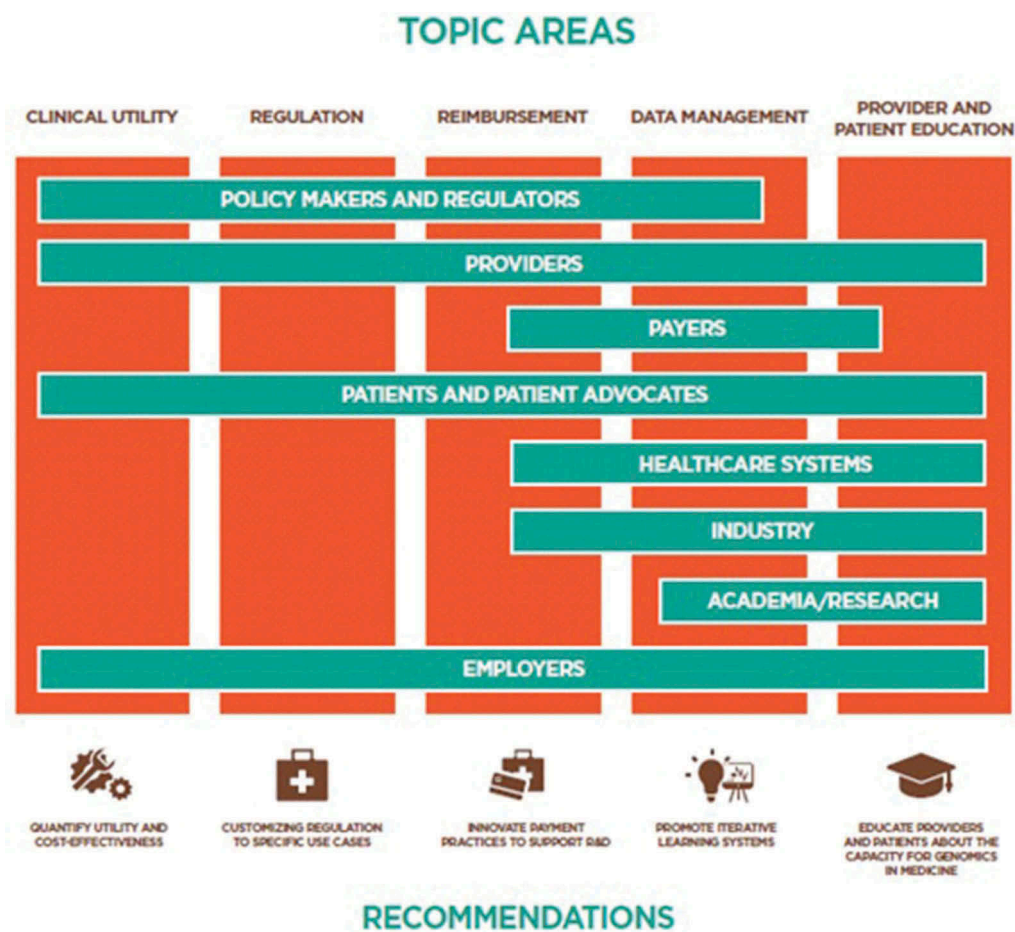 TOPIC AREAS
CLINICAL UTILITY
REGULATION
REIMBURSEMENT
DATA MANAGEMENT
PROVIDER AND
PATIENT EDUCATION
POLICY MAKERS AND REGULATORS
PROVIDERS
PAYERS
PATIENTS AND PATIENT ADVOCATES
HEALTHCARE SYSTEMS
INDUSTRY
ACADEMIA/RESEARCH
EMPLOYERS
QUANTIFY UTILITY AND
COST-EFFECTIVENESS
CUSTOMIZING REGULATION
TO SPECIFIC USE CASES
INNOVATE PAYMENT
PRACTICES TO SUPPORT R&D
PROMOTE ITERATIVE
LEARNING SYSTEMS
EDUCATE PROVIDERS
AND PATIENTS ABOUT THE
CAPACITY FOR GENOMICS
IN MEDICINE
RECOMMENDATIONS